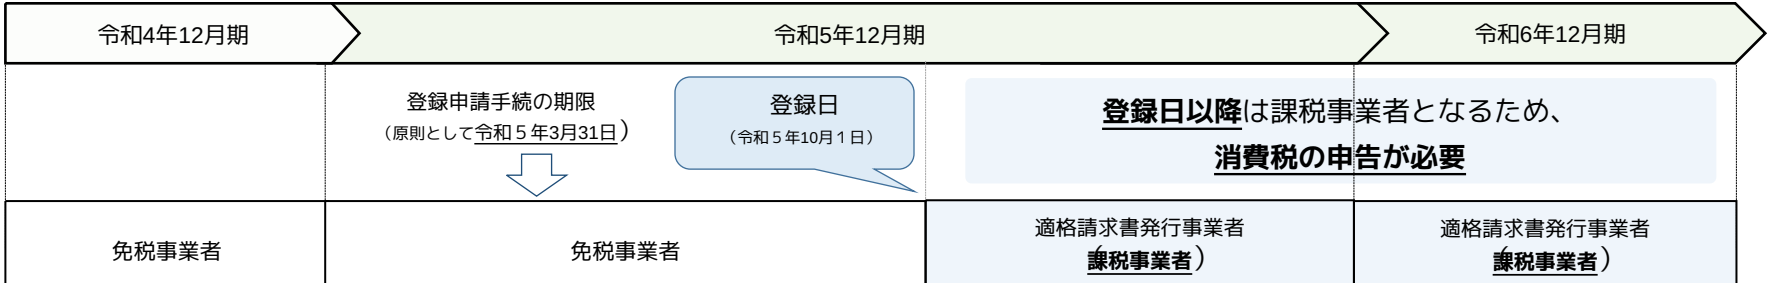 令和4年12月期
令和5年12月期
令和6年12月期
登録申請手続の期限
（原則として令和５年3月31日）
登録日
（令和５年10月１日）
登録日以降は課税事業者となるため、
消費税の申告が必要
免税事業者
免税事業者
適格請求書発行事業者
（課税事業者）
適格請求書発行事業者
（課税事業者）